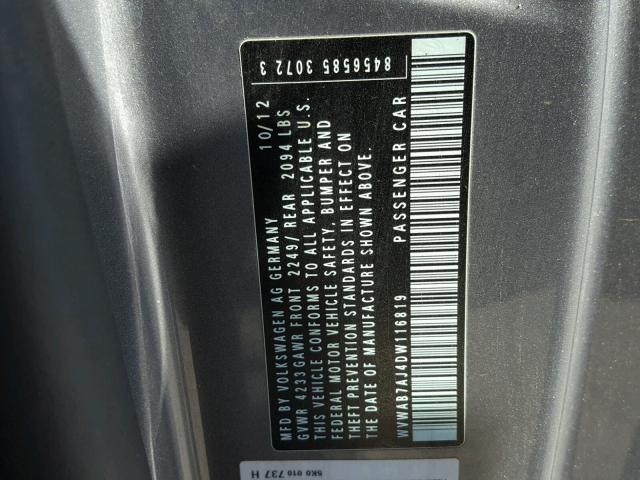 MFD BY VOLKSWAGEN AG GERMANY 10/12
GVWR 4233 GAWR FRONT 2249/ REAR 2094 LBS
THIS VEHICLE CONFORMS TO ALL APPLICABLE U.S.
FEDERAL MOTOR VEHICLE SAFETY, BUMPER AND
THEFT PREVENTION STANDARDS IN EFFECT ON
THE DATE OF MANUFACTURE SHOWN ABOVE.
WVWAB7AJ4DW116819 PASSENGER CAR
8456585 3072 3
5K0 010 737 H